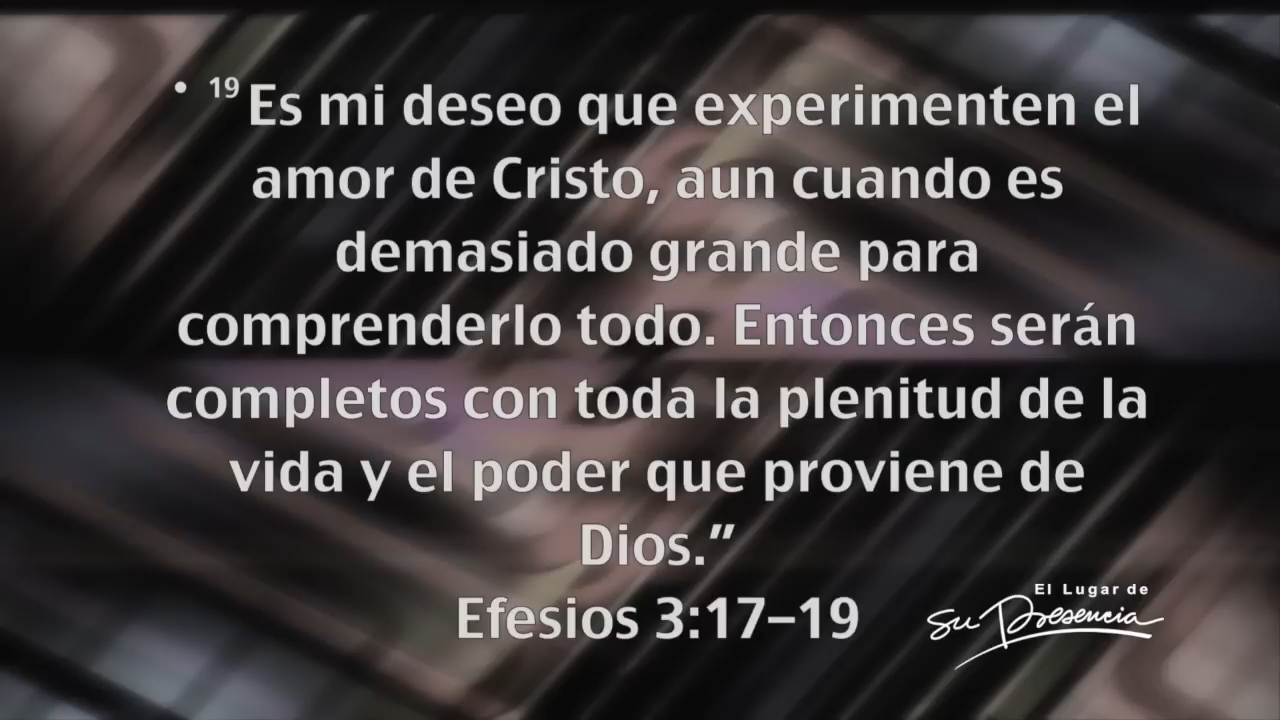 • 19 Es mi deseo que experimenten el
amor de Cristo, aun cuando es
demasiado grande para
comprenderlo todo. Entonces serán
completos con toda la plenitud de la
vida y el poder que proviene de
Dios.”
Efesios 3:17–19
El Lugar de
Su Presencia